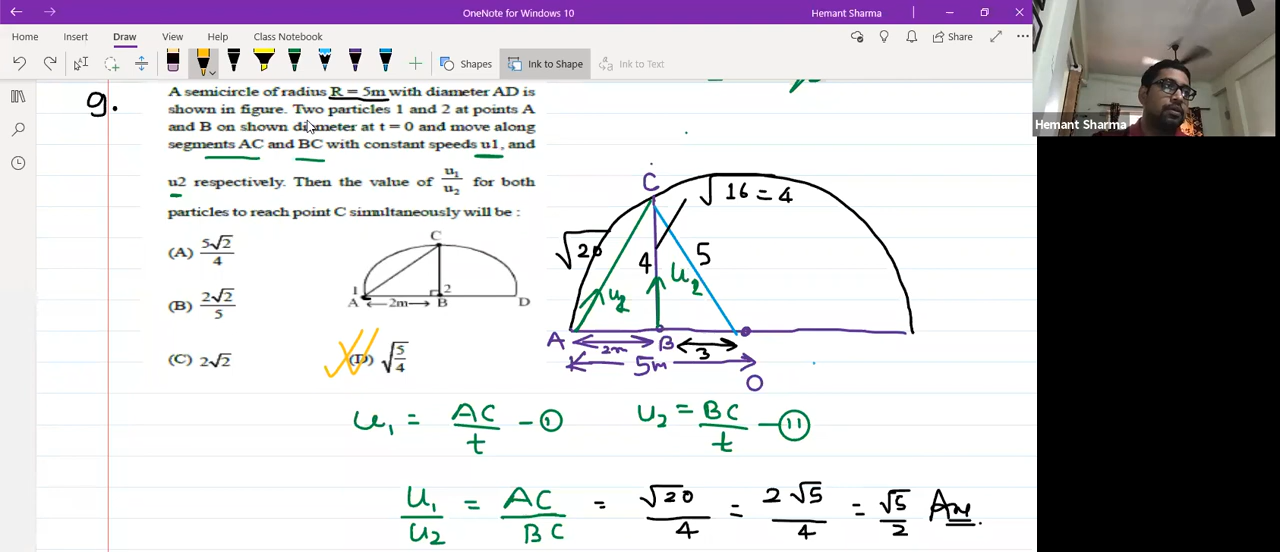 OneNote for Windows 10
Hemant Sharma
Home Insert Draw View Help Class Notebook
Share
Shapes Ink to Shape Ink to Text
Hemant Sharma
9.
A semicircle of radius R = 5m with diameter AD is
shown in figure. Two particles 1 and 2 at points A
and B on shown diameter at t = 0 and move along
segments AC and BC with constant speeds u1, and
u2 respectively. Then the value of u₁/u₂ for both
particles to reach point C simultaneously will be :
(A) 5√2/4
(B) 2√2/5
(C) 2√2
(D) √(5/4)
C
1
2
A
2m
B
D
C
√16 = 4
√20
4
5
u₂
u₂
A
2m
B
3
5m
O
u₁ = AC/t - ①
u₂ = BC/t - ⑪
u₁/u₂ = AC/BC = √20/4 = 2√5/4 = √5/2 Ans.